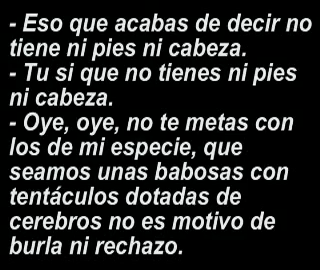 - Eso que acabas de decir no
tiene ni pies ni cabeza.
- Tu si que no tienes ni pies
ni cabeza.
- Oye, oye, no te metas con
los de mi especie, que
seamos unas babosas con
tentáculos dotadas de
cerebros no es motivo de
burla ni rechazo.